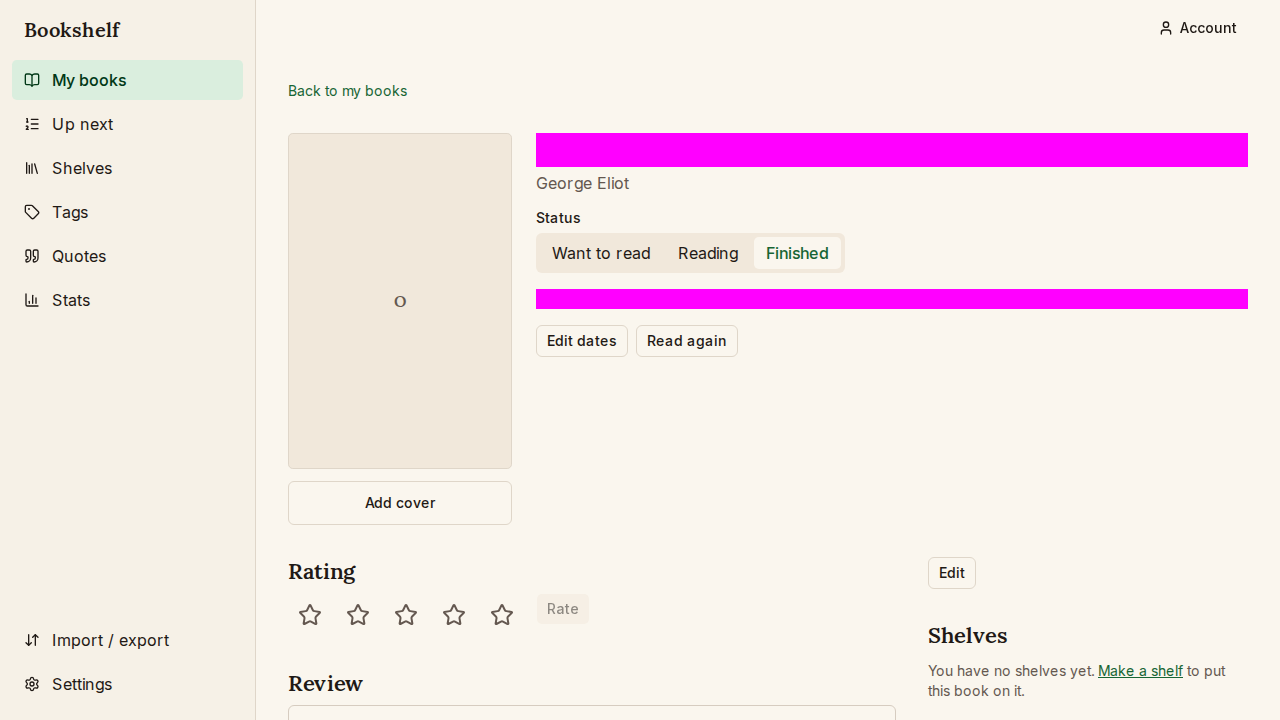 Bookshelf
Account
My books
Up next
Shelves
Tags
Quotes
Stats
Import / export
Settings
Back to my books
O
Add cover
George Eliot
Status
Want to read
Reading
Finished
Edit dates
Read again
Rating
Rate
Review
Edit
Shelves
You have no shelves yet. Make a shelf to put
this book on it.